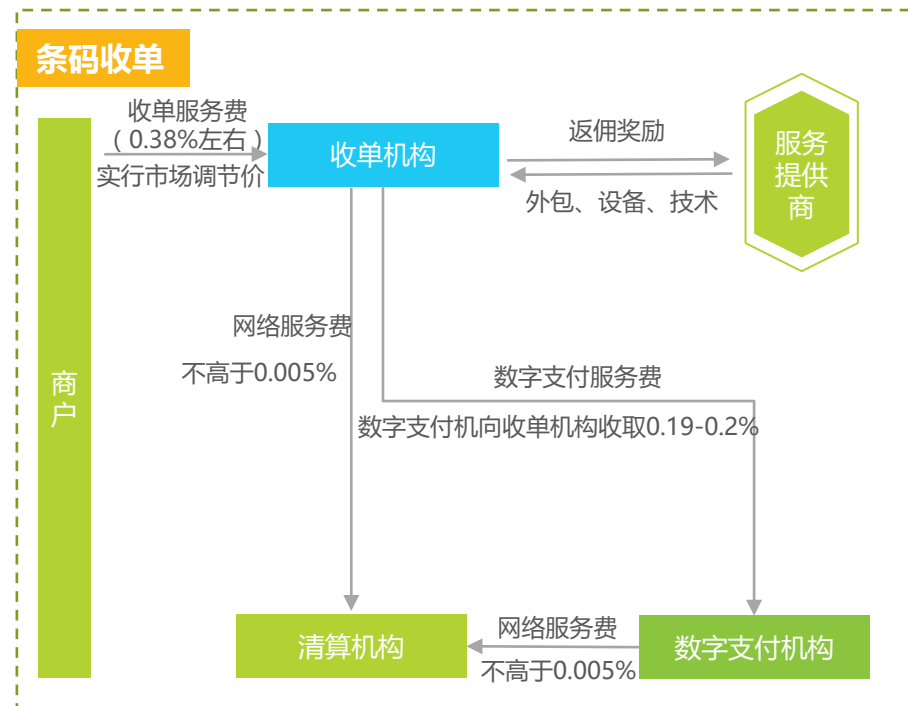 条码收单
收单服务费
（0.38%左右）
实行市场调节价
收单机构
返佣奖励
外包、设备、技术
服务
提供
商
商
户
网络服务费
不高于0.005%
数字支付服务费
数字支付机向收单机构收取0.19-0.2%
清算机构
网络服务费
不高于0.005%
数字支付机构